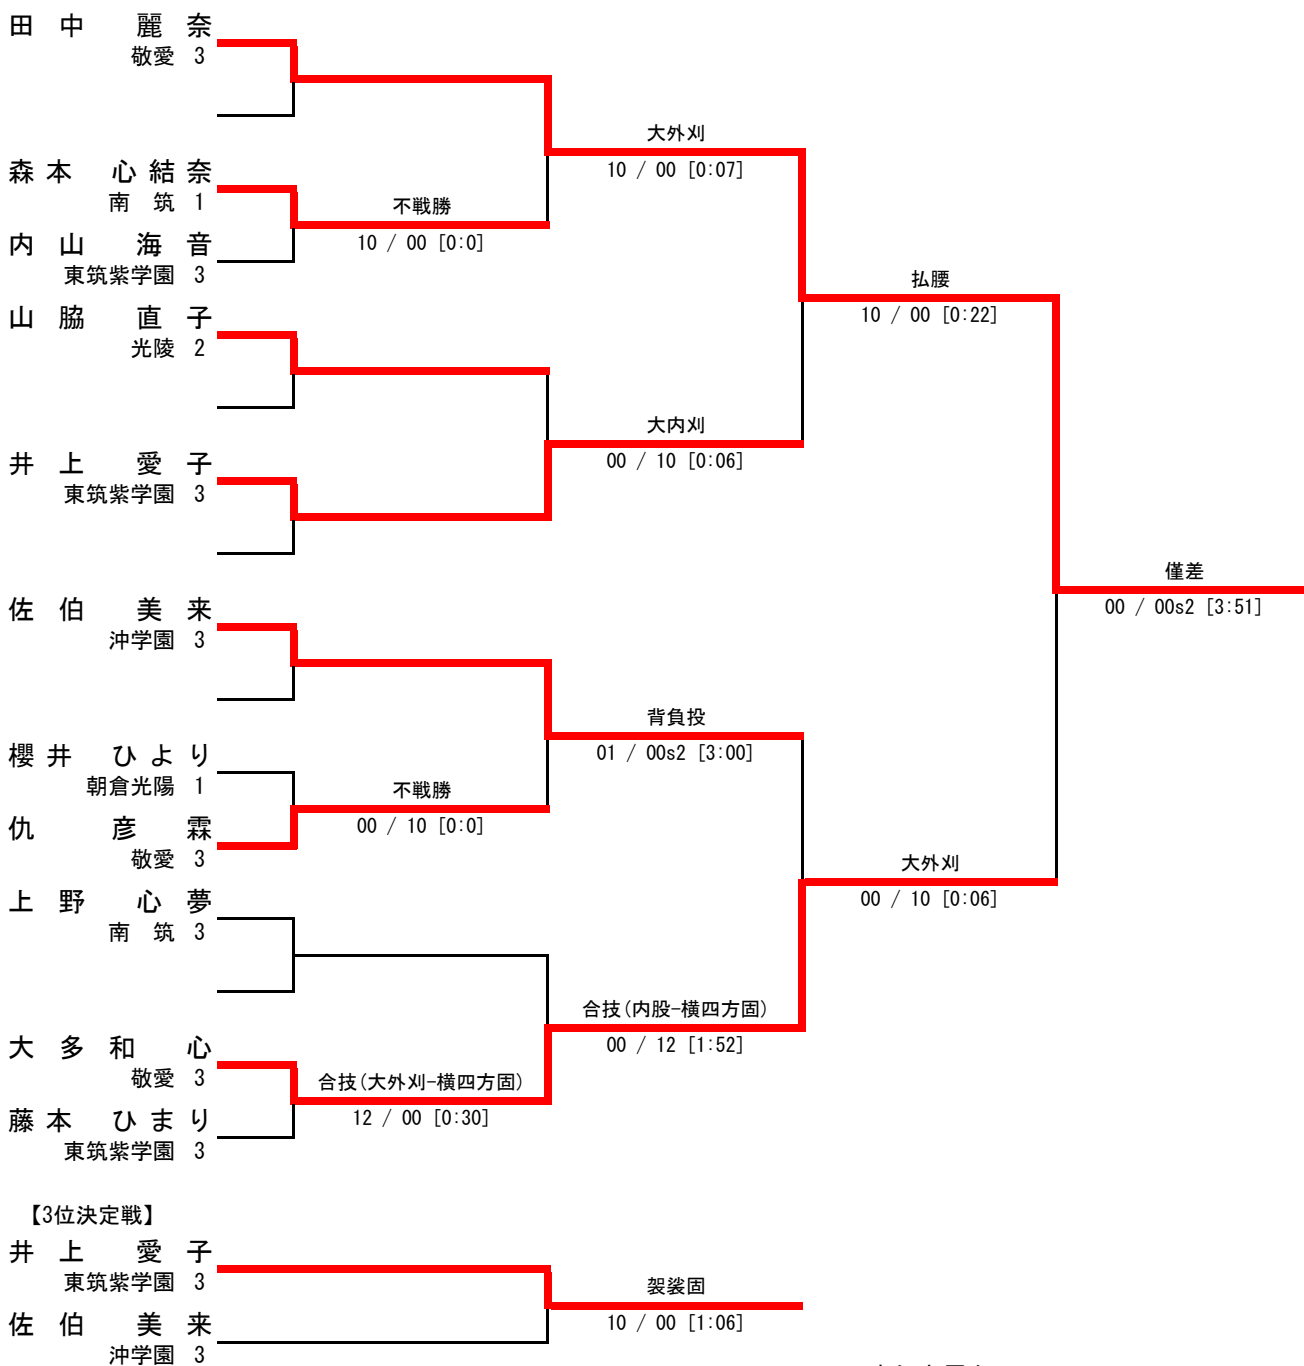 田中 麗奈
敬愛 3
大外刈
10 / 00 [0:07]
森本 心結奈
南筑 1
不戦勝
10 / 00 [0:0]
内山 海音
東筑紫学園 3
払腰
10 / 00 [0:22]
山脇 直子
光陵 2
大内刈
00 / 10 [0:06]
井上 愛子
東筑紫学園 3
僅差
00 / 00s2 [3:51]
佐伯 美来
沖学園 3
背負投
01 / 00s2 [3:00]
櫻井 ひより
朝倉光陽 1
不戦勝
00 / 10 [0:0]
仇 彦霖
敬愛 3
大外刈
00 / 10 [0:06]
上野 心夢
南筑 3
合技(内股-横四方固)
00 / 12 [1:52]
大多和 心
敬愛 3
合技(大外刈-横四方固)
12 / 00 [0:30]
藤本 ひまり
東筑紫学園 3
【3位決定戦】
井上 愛子
東筑紫学園 3
袈裟固
10 / 00 [1:06]
佐伯 美来
沖学園 3